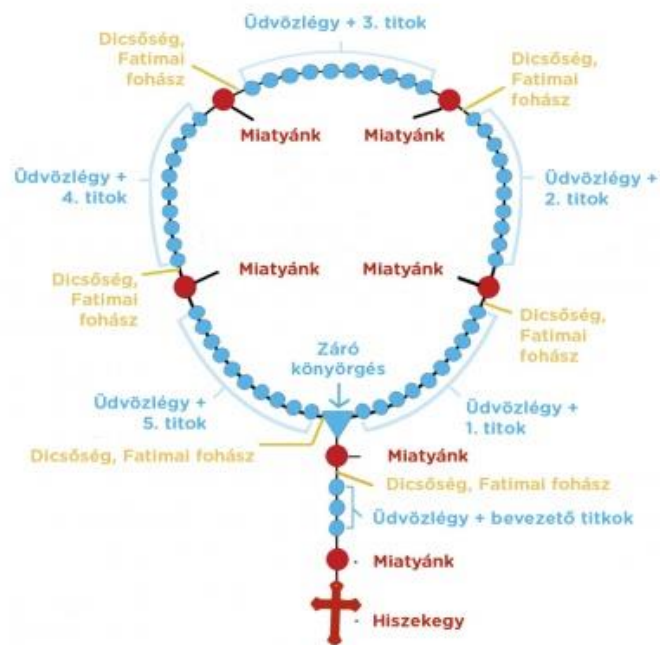 Üdvözlégy + 3. titok
Dicsőség,
Fatimai
fohász
Dicsőség,
Fatimai
fohász
Miatyánk
Miatyánk
Üdvözlégy +
4. titok
Üdvözlégy +
2. titok
Miatyánk
Miatyánk
Dicsőség,
Fatimai
fohász
Dicsőség,
Fatimai
fohász
Záró
könyörgés
Üdvözlégy +
5. titok
Üdvözlégy +
1. titok
Dicsőség, Fatimai fohász
Miatyánk
Dicsőség, Fatimai fohász
Üdvözlégy + bevezető titkok
Miatyánk
Hiszekegy